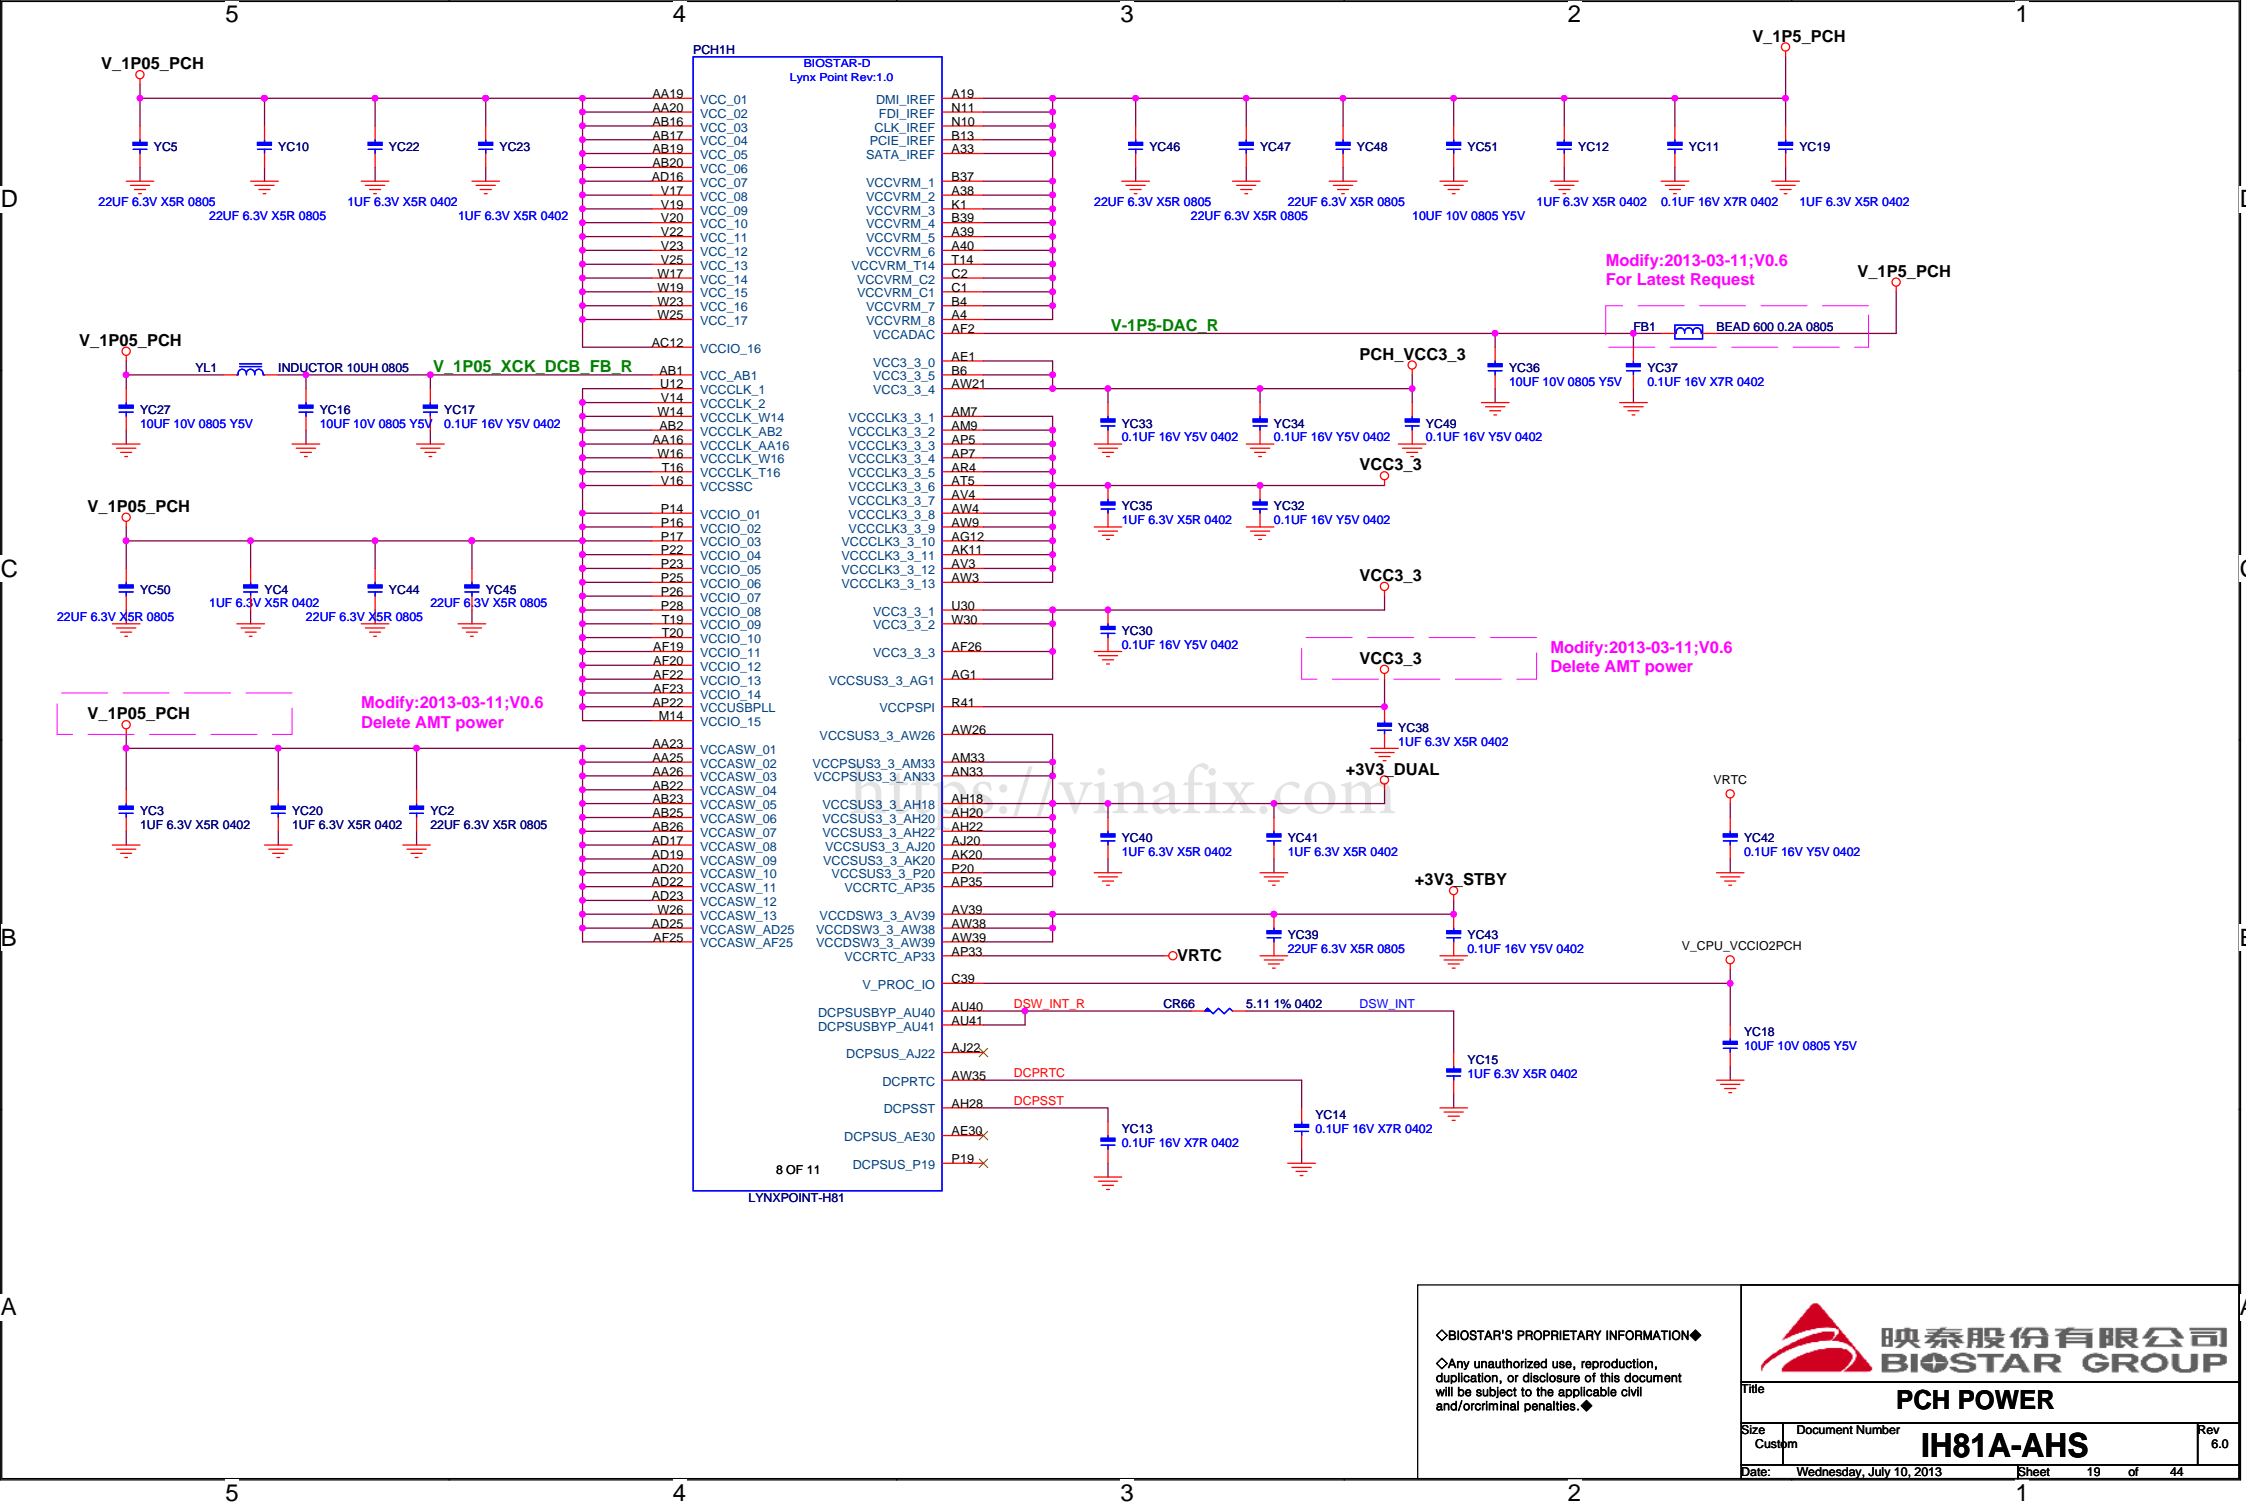 5
4
3
2
1
D
C
B
A
V_1P05_PCH
YC5
22UF 6.3V X5R 0805
YC10
22UF 6.3V X5R 0805
YC22
1UF 6.3V X5R 0402
YC23
1UF 6.3V X5R 0402
V_1P05_PCH
YL1
INDUCTOR 10UH 0805
V_1P05_XCK_DCB_FB_R
YC27
10UF 10V 0805 Y5V
YC16
10UF 10V 0805 Y5V
YC17
0.1UF 16V Y5V 0402
V_1P05_PCH
YC50
22UF 6.3V X5R 0805
YC4
1UF 6.3V X5R 0402
YC44
22UF 6.3V X5R 0805
YC45
22UF 6.3V X5R 0805
V_1P05_PCH
Modify:2013-03-11;V0.6
Delete AMT power
YC3
1UF 6.3V X5R 0402
YC20
1UF 6.3V X5R 0402
YC2
22UF 6.3V X5R 0805
PCH1H
BIOSTAR-D
Lynx Point Rev:1.0
AA19 VCC_01
AA20 VCC_02
AB16 VCC_03
AB17 VCC_04
AB19 VCC_05
AB20 VCC_06
AD16 VCC_07
V17 VCC_08
V19 VCC_09
V20 VCC_10
V22 VCC_11
V23 VCC_12
V25 VCC_13
W17 VCC_14
W19 VCC_15
W23 VCC_16
W25 VCC_17
AC12 VCCIO_16
AB1 VCC_AB1
U12 VCCCLK_1
V14 VCCCLK_2
W14 VCCCLK_W14
AB2 VCCCLK_AB2
AA16 VCCCLK_AA16
W16 VCCCLK_W16
T16 VCCCLK_T16
V16 VCCSSC
P14 VCCIO_01
P16 VCCIO_02
P17 VCCIO_03
P22 VCCIO_04
P23 VCCIO_05
P25 VCCIO_06
P26 VCCIO_07
P28 VCCIO_08
T19 VCCIO_09
T20 VCCIO_10
AF19 VCCIO_11
AF20 VCCIO_12
AF22 VCCIO_13
AF23 VCCIO_14
AP22 VCCUSBPLL
M14 VCCIO_15
AA23 VCCASW_01
AA25 VCCASW_02
AA26 VCCASW_03
AB22 VCCASW_04
AB23 VCCASW_05
AB25 VCCASW_06
AB26 VCCASW_07
AD17 VCCASW_08
AD19 VCCASW_09
AD20 VCCASW_10
AD22 VCCASW_11
AD23 VCCASW_12
W26 VCCASW_13
AD25 VCCASW_AD25
AF25 VCCASW_AF25
DMI_IREF A19
FDI_IREF N11
CLK_IREF N10
PCIE_IREF B13
SATA_IREF A33
VCCVRM_1 B37
VCCVRM_2 A38
VCCVRM_3 K1
VCCVRM_4 B39
VCCVRM_5 A39
VCCVRM_6 A40
VCCVRM_T14 T14
VCCVRM_C2 C2
VCCVRM_C1 C1
VCCVRM_7 B4
VCCVRM_8 A4
VCCADAC AF2
VCC3_3_0 AE1
VCC3_3_5 B6
VCC3_3_4 AW21
VCCCLK3_3_1 AM7
VCCCLK3_3_2 AM9
VCCCLK3_3_3 AP5
VCCCLK3_3_4 AP7
VCCCLK3_3_5 AR4
VCCCLK3_3_6 AT5
VCCCLK3_3_7 AV4
VCCCLK3_3_8 AW4
VCCCLK3_3_9 AW9
VCCCLK3_3_10 AG12
VCCCLK3_3_11 AK11
VCCCLK3_3_12 AV3
VCCCLK3_3_13 AW3
VCC3_3_1 U30
VCC3_3_2 W30
VCC3_3_3 AF26
VCCSUS3_3_AG1 AG1
VCCPSPI R41
VCCSUS3_3_AW26 AW26
VCCPSUS3_3_AM33 AM33
VCCPSUS3_3_AN33 AN33
VCCSUS3_3_AH18 AH18
VCCSUS3_3_AH20 AH20
VCCSUS3_3_AH22 AH22
VCCSUS3_3_AJ20 AJ20
VCCSUS3_3_AK20 AK20
VCCSUS3_3_P20 P20
VCCRTC_AP35 AP35
VCCDSW3_3_AV39 AV39
VCCDSW3_3_AW38 AW38
VCCDSW3_3_AW39 AW39
VCCRTC_AP33 AP33
V_PROC_IO C39
DCPSUSBYP_AU40 AU40
DCPSUSBYP_AU41 AU41
DCPSUS_AJ22 AJ22
DCPRTC AW35
DCPSST AH28
DCPSUS_AE30 AE30
DCPSUS_P19 P19
8 OF 11
LYNXPOINT-H81
V_1P5_PCH
YC46
22UF 6.3V X5R 0805
YC47
22UF 6.3V X5R 0805
YC48
22UF 6.3V X5R 0805
YC51
10UF 10V 0805 Y5V
YC12
1UF 6.3V X5R 0402
YC11
0.1UF 16V X7R 0402
YC19
1UF 6.3V X5R 0402
Modify:2013-03-11;V0.6
For Latest Request
V_1P5_PCH
V-1P5-DAC_R
FB1
BEAD 600 0.2A 0805
YC36
10UF 10V 0805 Y5V
YC37
0.1UF 16V X7R 0402
PCH_VCC3_3
YC33
0.1UF 16V Y5V 0402
YC34
0.1UF 16V Y5V 0402
YC49
0.1UF 16V Y5V 0402
VCC3_3
YC35
1UF 6.3V X5R 0402
YC32
0.1UF 16V Y5V 0402
VCC3_3
YC30
0.1UF 16V Y5V 0402
VCC3_3
Modify:2013-03-11;V0.6
Delete AMT power
YC38
1UF 6.3V X5R 0402
+3V3_DUAL
https://vinafix.com
YC40
1UF 6.3V X5R 0402
YC41
1UF 6.3V X5R 0402
VRTC
YC42
0.1UF 16V Y5V 0402
+3V3_STBY
YC39
22UF 6.3V X5R 0805
YC43
0.1UF 16V Y5V 0402
VRTC
V_CPU_VCCIO2PCH
YC18
10UF 10V 0805 Y5V
DSW_INT_R
CR66
5.11 1% 0402
DSW_INT
YC15
1UF 6.3V X5R 0402
DCPRTC
YC14
0.1UF 16V X7R 0402
DCPSST
YC13
0.1UF 16V X7R 0402
◇BIOSTAR'S PROPRIETARY INFORMATION◆
◇Any unauthorized use, reproduction,
duplication, or disclosure of this document
will be subject to the applicable civil
and/orcriminal penalties.◆
映泰股份有限公司
BIOSTAR GROUP
Title
PCH POWER
Size
Custom
Document Number
IH81A-AHS
Rev
6.0
Date: Wednesday, July 10, 2013
Sheet 19 of 44
5
4
3
2
1